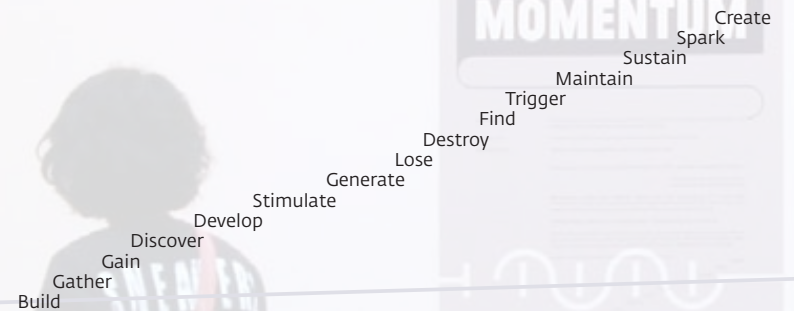 MOMENTUM
Create
Spark
Sustain
Maintain
Trigger
Find
Destroy
Lose
Generate
Stimulate
Develop
Discover
Gain
Gather
Build